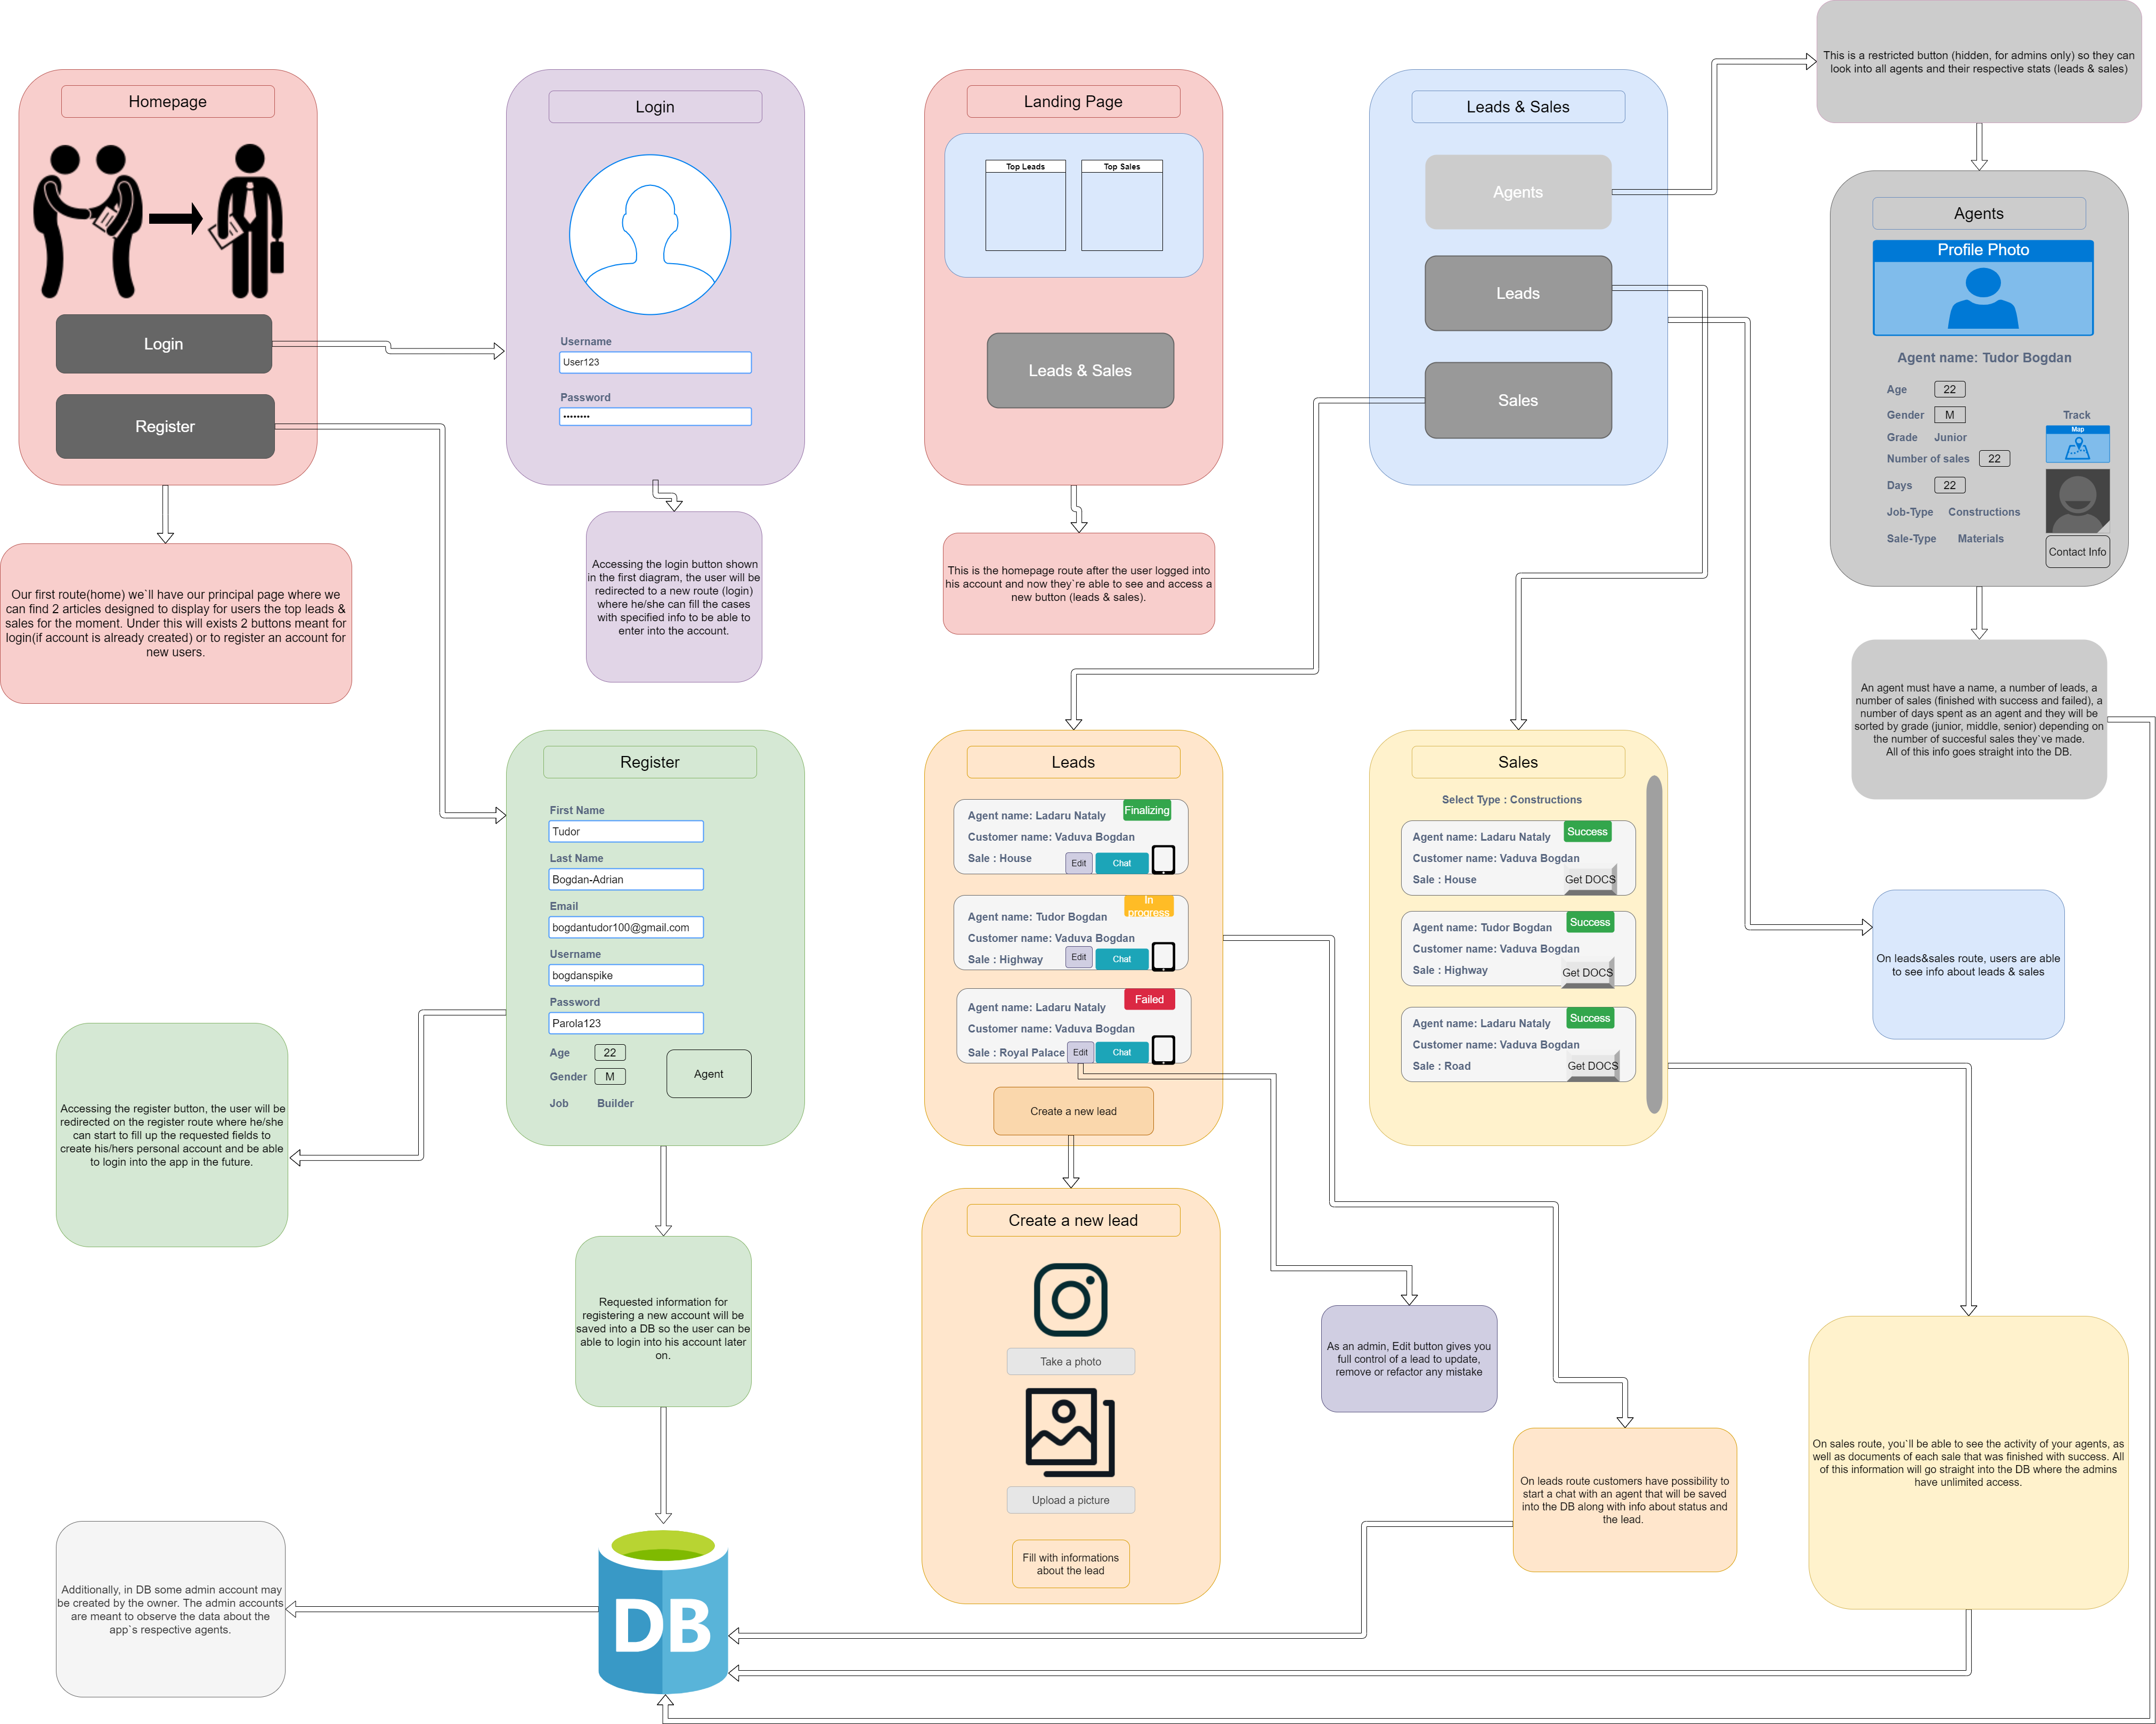 Homepage
Login
Register
Our first route(home) we`ll have our principal page where we
can find 2 articles designed to display for users the top leads &
sales for the moment. Under this will exists 2 buttons meant for
login(if account is already created) or to register an account for
new users.
Login
Username
User123
Password
••••••••
Accessing the login button shown
in the first diagram, the user will be
redirected to a new route (login)
where he/she can fill the cases
with specified info to be able to
enter into the account.
Landing Page
Top Leads
Top Sales
Leads & Sales
This is the homepage route after the user logged into
his account and now they`re able to see and access a
new button (leads & sales).
Leads & Sales
Agents
Leads
Sales
This is a restricted button (hidden, for admins only) so they can
look into all agents and their respective stats (leads & sales)
Agents
Profile Photo
Agent name: Tudor Bogdan
Age 22
Gender M
Track
Map
Grade Junior
Number of sales 22
Days 22
Job-Type Constructions
Sale-Type Materials
Contact Info
An agent must have a name, a number of leads, a
number of sales (finished with success and failed), a
number of days spent as an agent and they will be
sorted by grade (junior, middle, senior) depending on
the number of succesful sales they`ve made.
All of this info goes straight into the DB.
Register
First Name
Tudor
Last Name
Bogdan-Adrian
Email
bogdantudor100@gmail.com
Username
bogdanspike
Password
Parola123
Age 22
Gender M
Agent
Job Builder
Accessing the register button, the user will be
redirected on the register route where he/she
can start to fill up the requested fields to
create his/hers personal account and be able
to login into the app in the future.
Requested information for
registering a new account will be
saved into a DB so the user can be
able to login into his account later
on.
Leads
Agent name: Ladaru Nataly
Finalizing
Customer name: Vaduva Bogdan
Sale : House
Edit
Chat
In
progress
Agent name: Tudor Bogdan
Customer name: Vaduva Bogdan
Sale : Highway
Edit
Chat
Failed
Agent name: Ladaru Nataly
Customer name: Vaduva Bogdan
Sale : Royal Palace
Edit
Chat
Create a new lead
Sales
Select Type : Constructions
Agent name: Ladaru Nataly
Success
Customer name: Vaduva Bogdan
Sale : House
Get DOCS
Agent name: Tudor Bogdan
Success
Customer name: Vaduva Bogdan
Sale : Highway
Get DOCS
Agent name: Ladaru Nataly
Success
Customer name: Vaduva Bogdan
Sale : Road
Get DOCS
On leads&sales route, users are able
to see info about leads & sales
Create a new lead
Take a photo
Upload a picture
Fill with informations
about the lead
As an admin, Edit button gives you
full control of a lead to update,
remove or refactor any mistake
On leads route customers have possibility to
start a chat with an agent that will be saved
into the DB along with info about status and
the lead.
On sales route, you`ll be able to see the activity of your agents, as
well as documents of each sale that was finished with success. All
of this information will go straight into the DB where the admins
have unlimited access.
DB
Additionally, in DB some admin account may
be created by the owner. The admin accounts
are meant to observe the data about the
app`s respective agents.